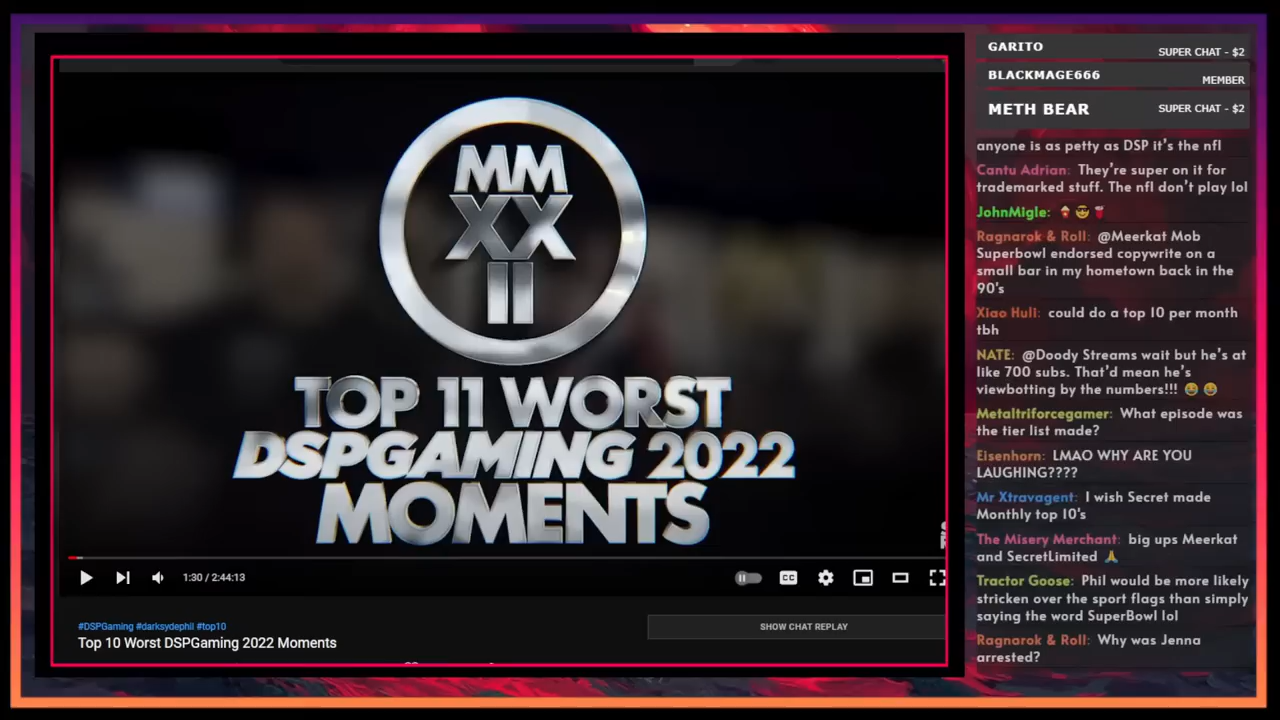 MM
XX
II
TOP 11 WORST
DSPGAMING 2022
MOMENTS
1:30 / 2:44:13
CC
#DSPGaming #darksydephil #top10
Top 10 Worst DSPGaming 2022 Moments
SHOW CHAT REPLAY
GARITO SUPER CHAT - $2
BLACKMAGE666 MEMBER
METH BEAR SUPER CHAT - $2
anyone is as petty as DSP it's the nfl
Cantu Adrian: They're super on it for
trademarked stuff. The nfl don't play lol
JohnMigle:
Ragnarok & Roll: @Meerkat Mob
Superbowl endorsed copywrite on a
small bar in my hometown back in the
90's
Xiao Hull: could do a top 10 per month
tbh
NATE: @Doody Streams wait but he's at
like 700 subs. That'd mean he's
viewbotting by the numbers!!! 😂 😂
Metaltriforcegamer: What episode was
the tier list made?
Eisenhorn: LMAO WHY ARE YOU
LAUGHING????
Mr Xtravagent: I wish Secret made
Monthly top 10's
The Misery Merchant: big ups Meerkat
and SecretLimited 🙏
Tractor Goose: Phil would be more likely
stricken over the sport flags than simply
saying the word SuperBowl lol
Ragnarok & Roll: Why was Jenna
arrested?